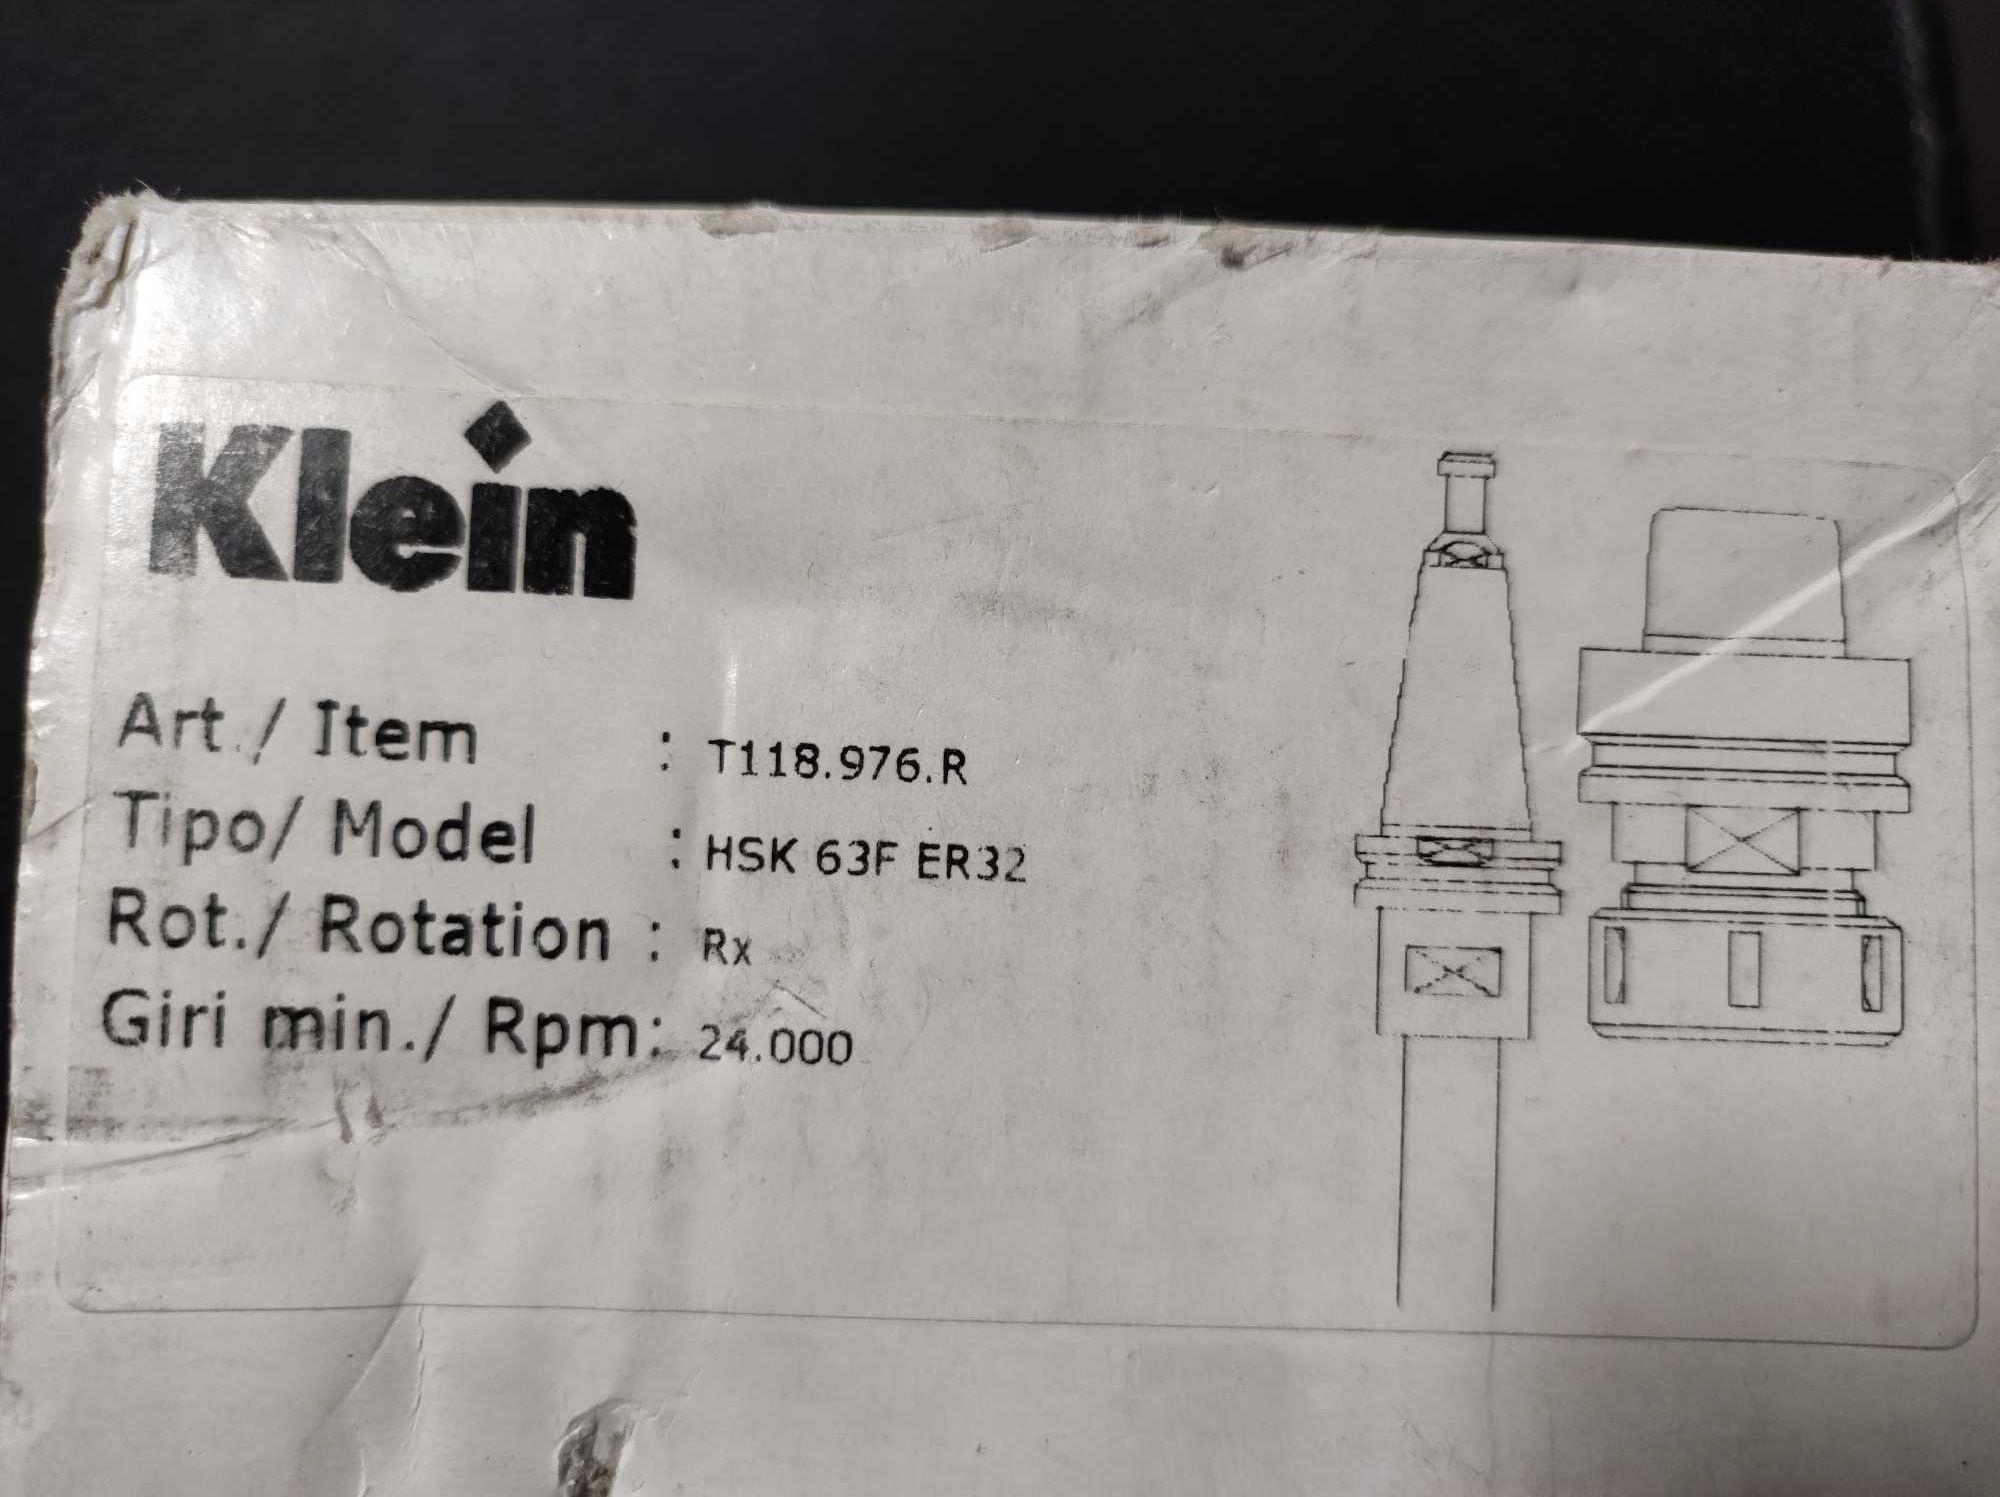 Klein
Art./ Item : T118.976.R
Tipo/ Model : HSK 63F ER32
Rot./ Rotation : Rx
Giri min./ Rpm: 24.000